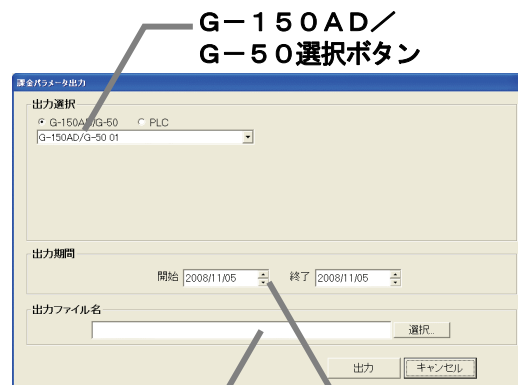 G－150AD／
G－50選択ボタン
課金パラメータ出力
出力選択
G-150AD/G-50 PLC
G-150AD/G-50 01
出力期間
開始 2008/11/05 終了 2008/11/05
出力ファイル名
選択...
出力 キャンセル